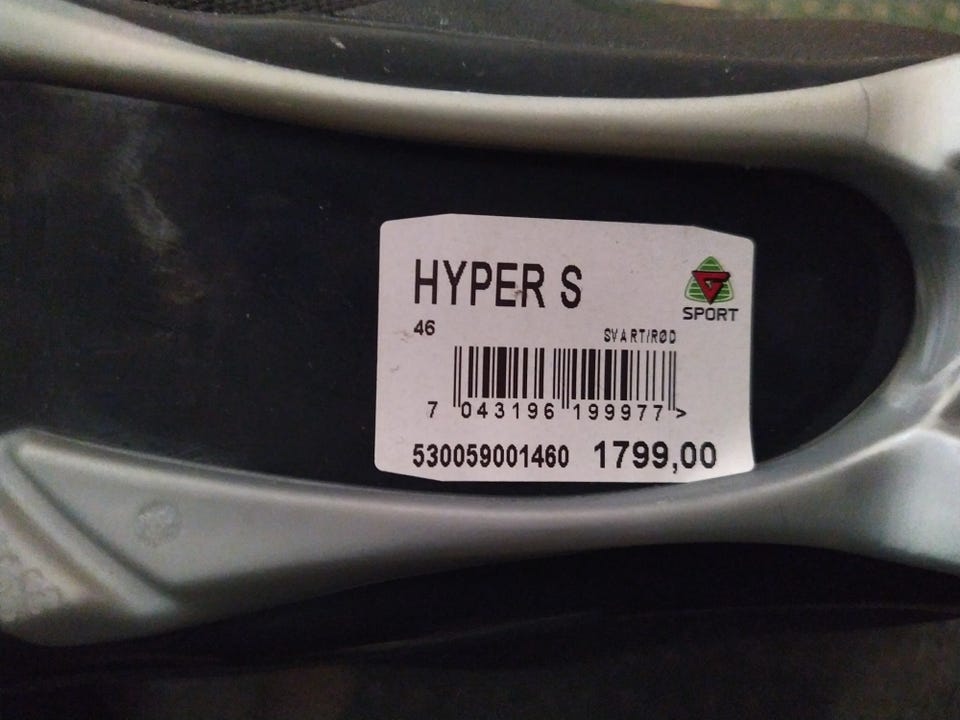 HYPER S
G
SPORT
46
SVART/RØD
7 043196 199977 >
530059001460 1799,00